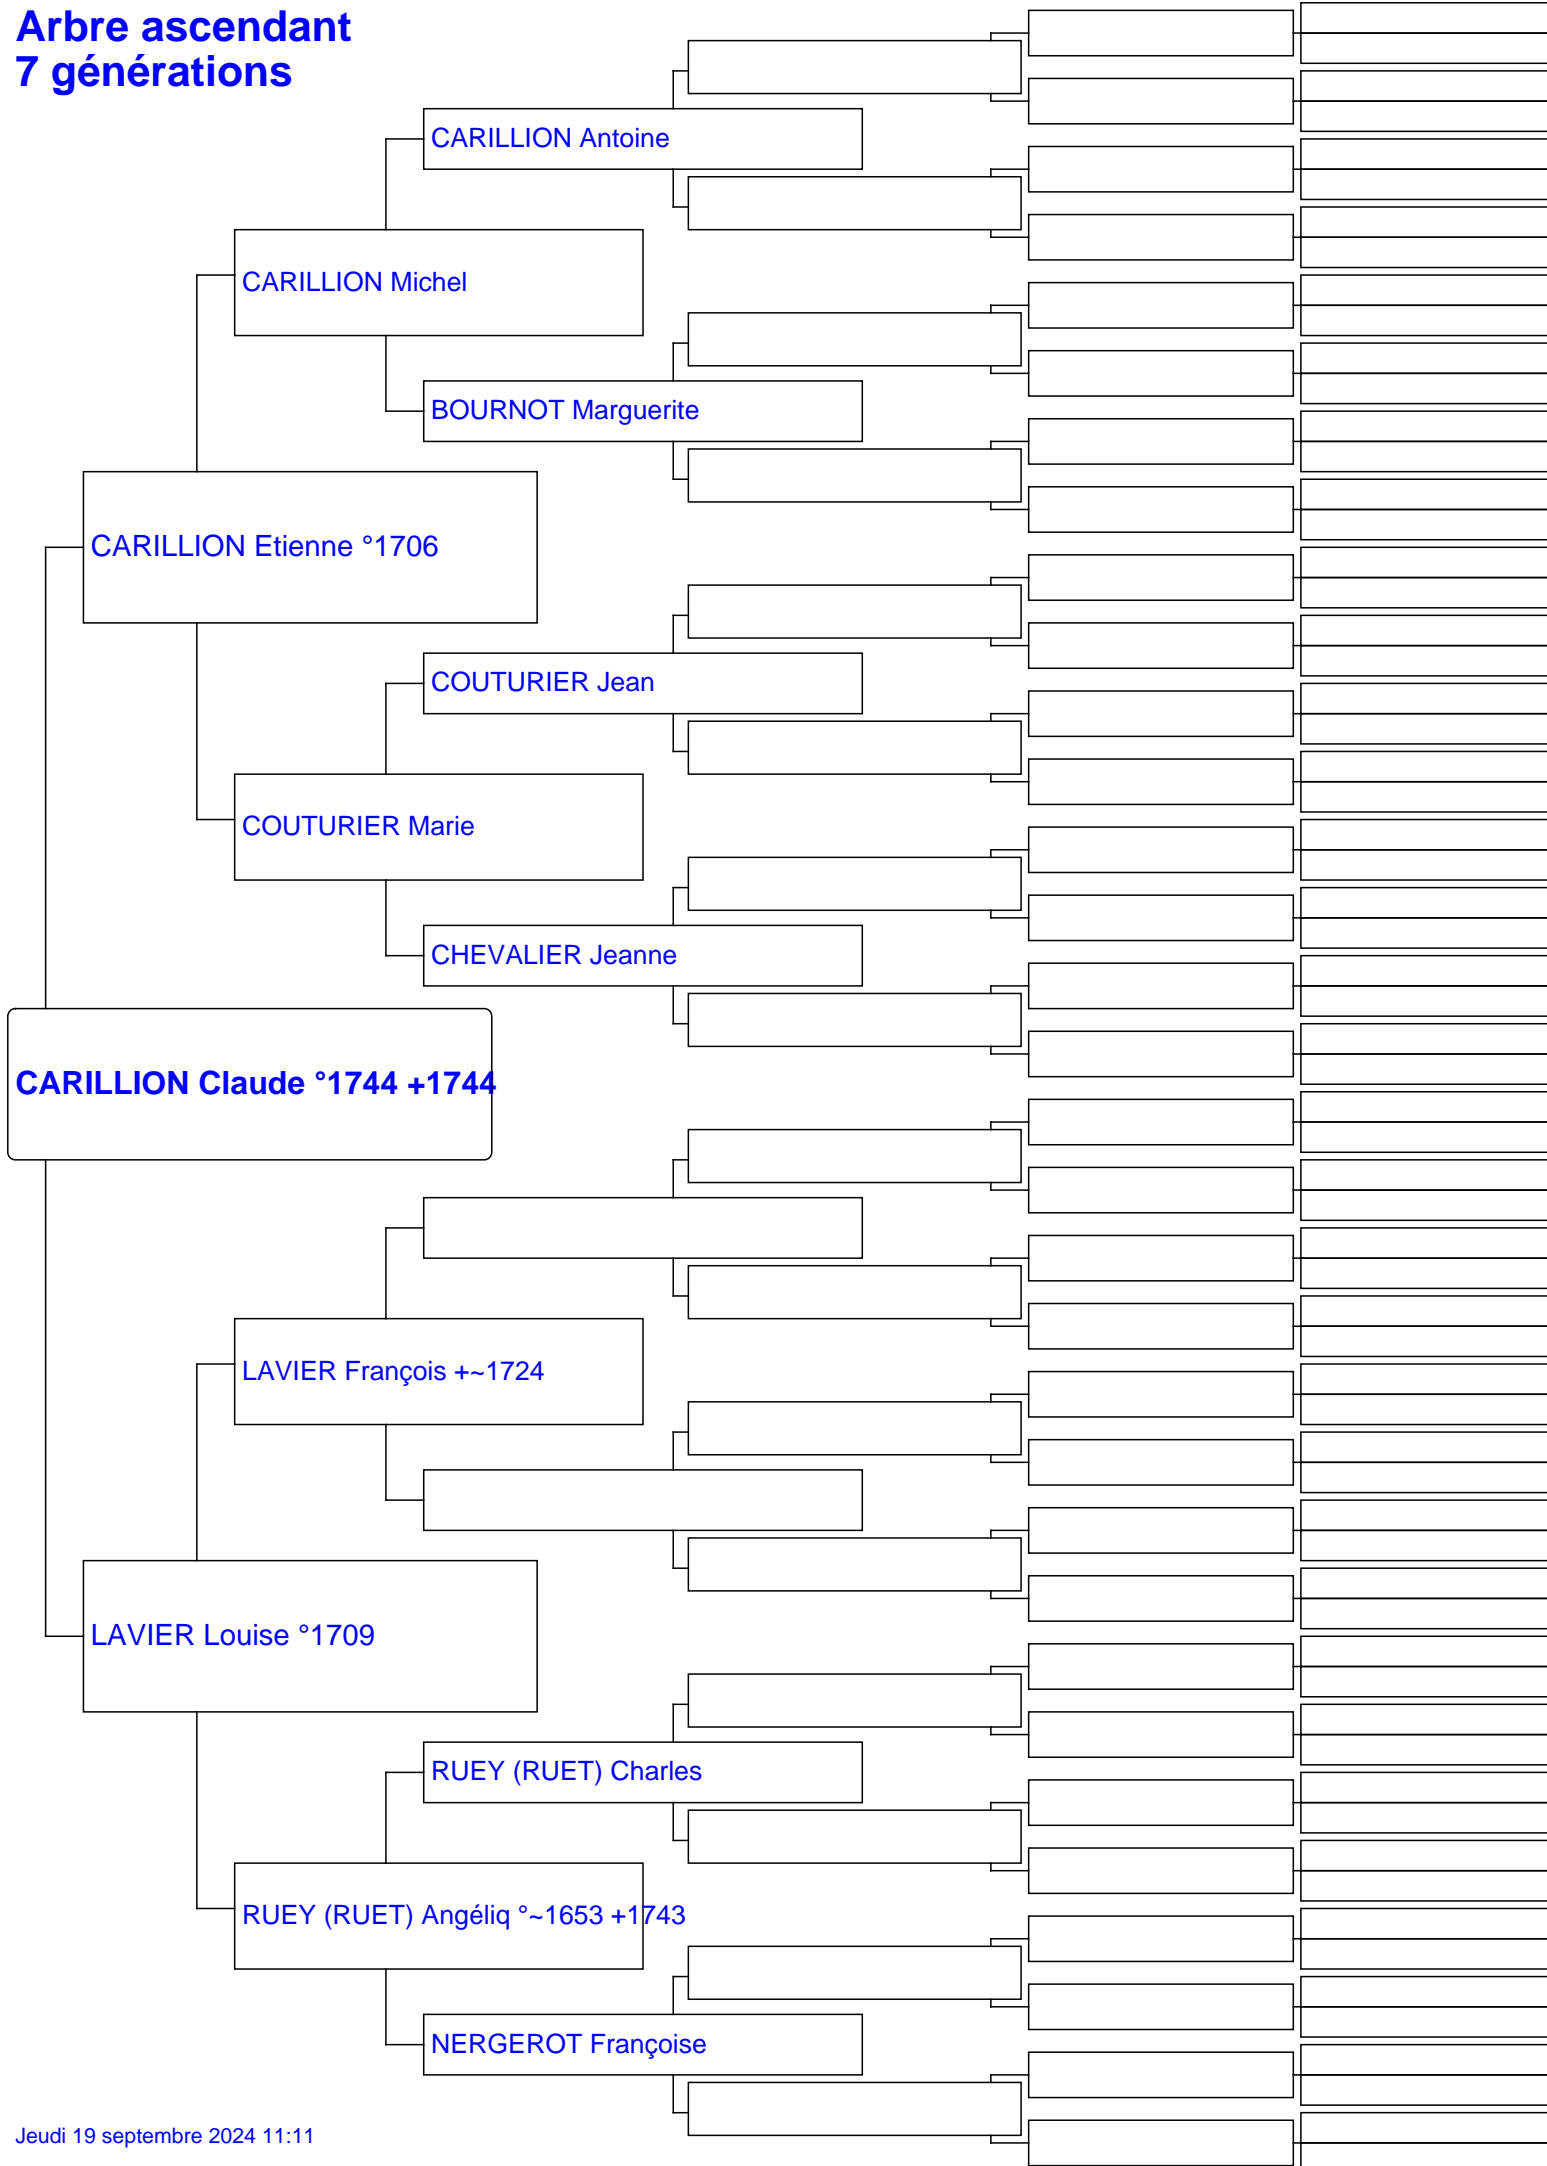 Arbre ascendant
7 générations
CARILLION Antoine
CARILLION Michel
BOURNOT Marguerite
CARILLION Etienne °1706
COUTURIER Jean
COUTURIER Marie
CHEVALIER Jeanne
CARILLION Claude °1744 +1744
LAVIER François +~1724
LAVIER Louise °1709
RUEY (RUET) Charles
RUEY (RUET) Angéliq °~1653 +1743
NERGEROT Françoise
Jeudi 19 septembre 2024 11:11